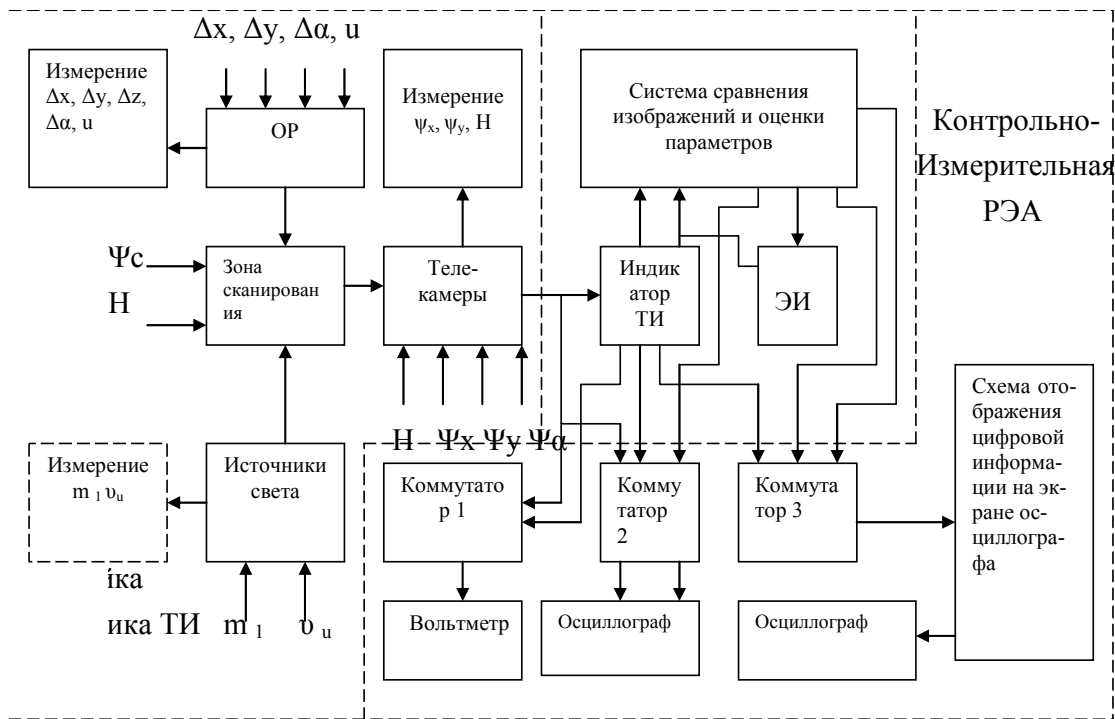 Δx, Δy, Δα, u
Измерение
Δx, Δy, Δz,
Δα, u
ОР
Измерение
ψx, ψy, H
Система сравнения
изображений и оценки
параметров
Контрольно-
Измерительная
РЭА
Ψс
Н
Зона
сканирован
ия
Теле-
камеры
Индик
атор
ТИ
ЭИ
Н Ψх Ψу Ψα
Измерение
m l υu
Источники
света
Коммутато
р 1
Комму
татор
2
Коммута
тор 3
Схема ото-
бражения
цифровой
информа-
ции на эк-
ране ос-
циллогра-
фа
ика ТИ m l υ u
Вольтметр
Осциллограф
Осциллограф